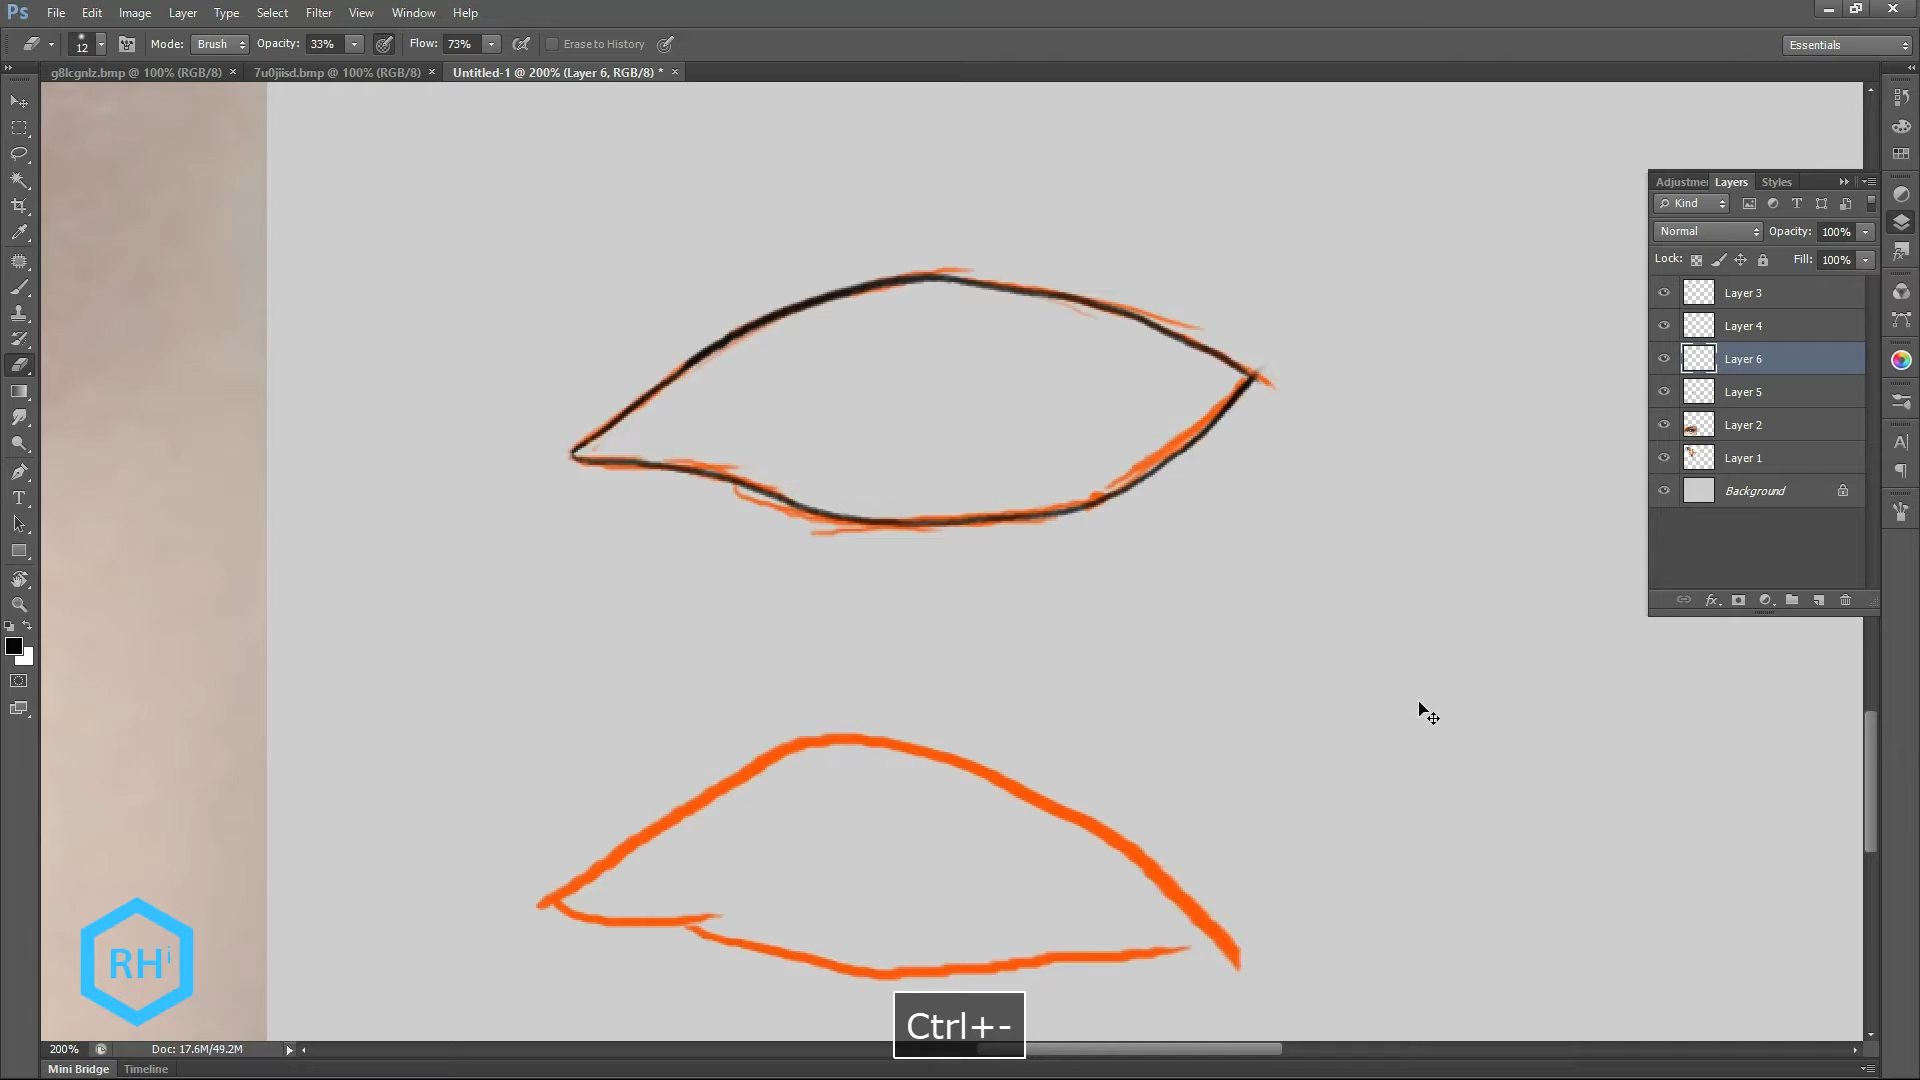 Ps File Edit Image Layer Type Select Filter View Window Help
12 Mode: Brush Opacity: 33% Flow: 73% Erase to History Essentials
g8lcgnlz.bmp @ 100% (RGB/8) × 7u0jiisd.bmp @ 100% (RGB/8) × Untitled-1 @ 200% (Layer 6, RGB/8) * ×
Adjustmen Layers Styles
Kind
Normal Opacity: 100%
Lock: Fill: 100%
Layer 3
Layer 4
Layer 6
Layer 5
Layer 2
Layer 1
Background
RHi
Ctrl+-
200% Doc: 17.6M/49.2M
Mini Bridge Timeline